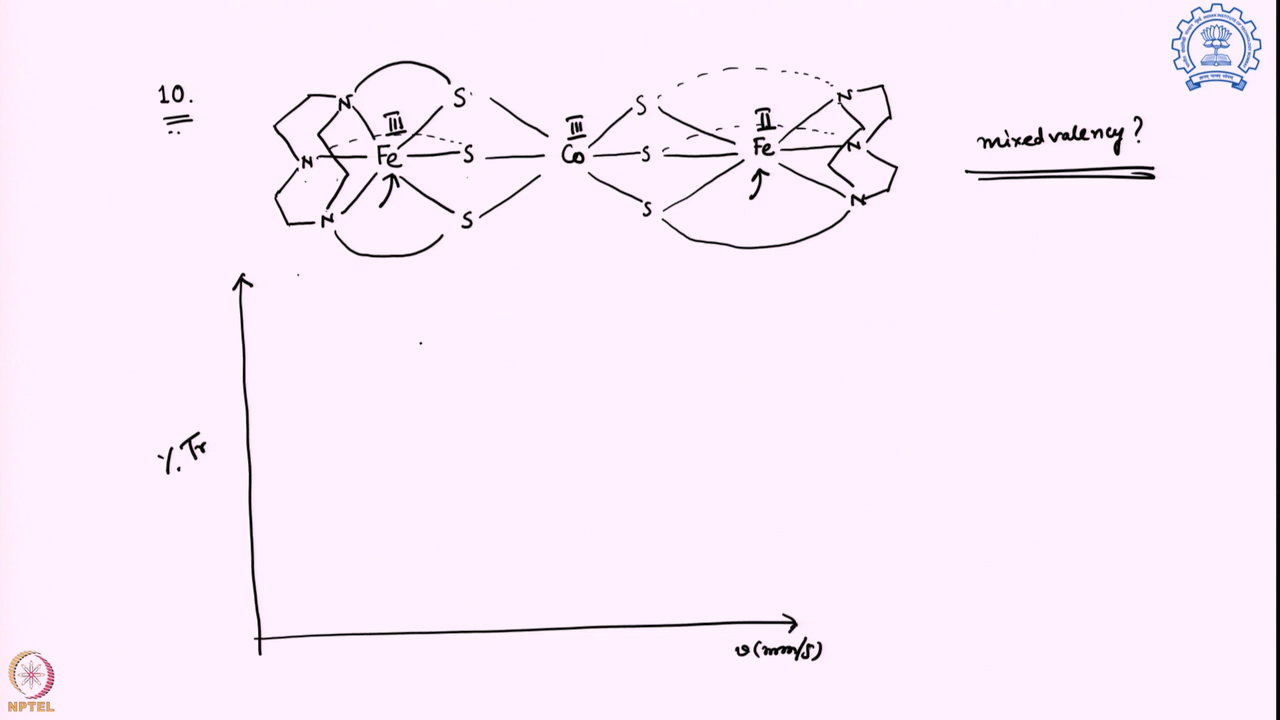 10.
N S S N
III III II
N Fe S Co S Fe N
N S S N
mixed valency?
%Tr
v(mm/s)
NPTEL